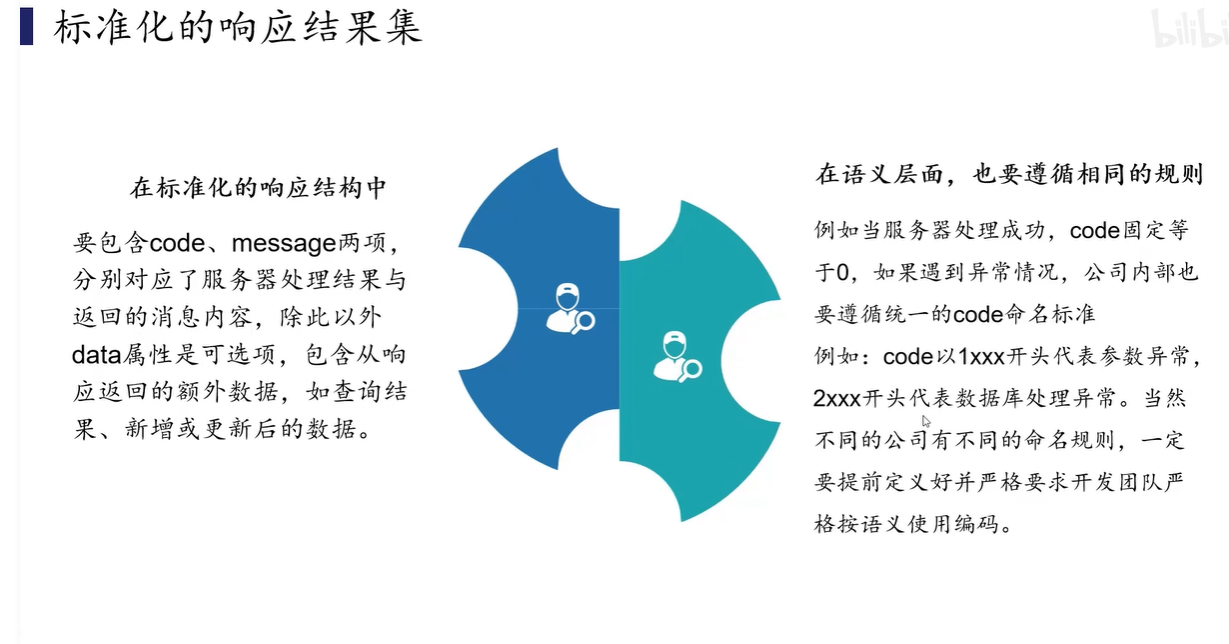 标准化的响应结果集
在标准化的响应结构中
要包含code、message两项，
分别对应了服务器处理结果与
返回的消息内容，除此以外
data属性是可选项，包含从响
应返回的额外数据，如查询结
果、新增或更新后的数据。
在语义层面，也要遵循相同的规则
例如当服务器处理成功，code固定等
于0，如果遇到异常情况，公司内部也
要遵循统一的code命名标准
例如：code以1xxx开头代表参数异常，
2xxx开头代表数据库处理异常。当然
不同的公司有不同的命名规则，一定
要提前定义好并严格要求开发团队严
格按语义使用编码。
bilibi